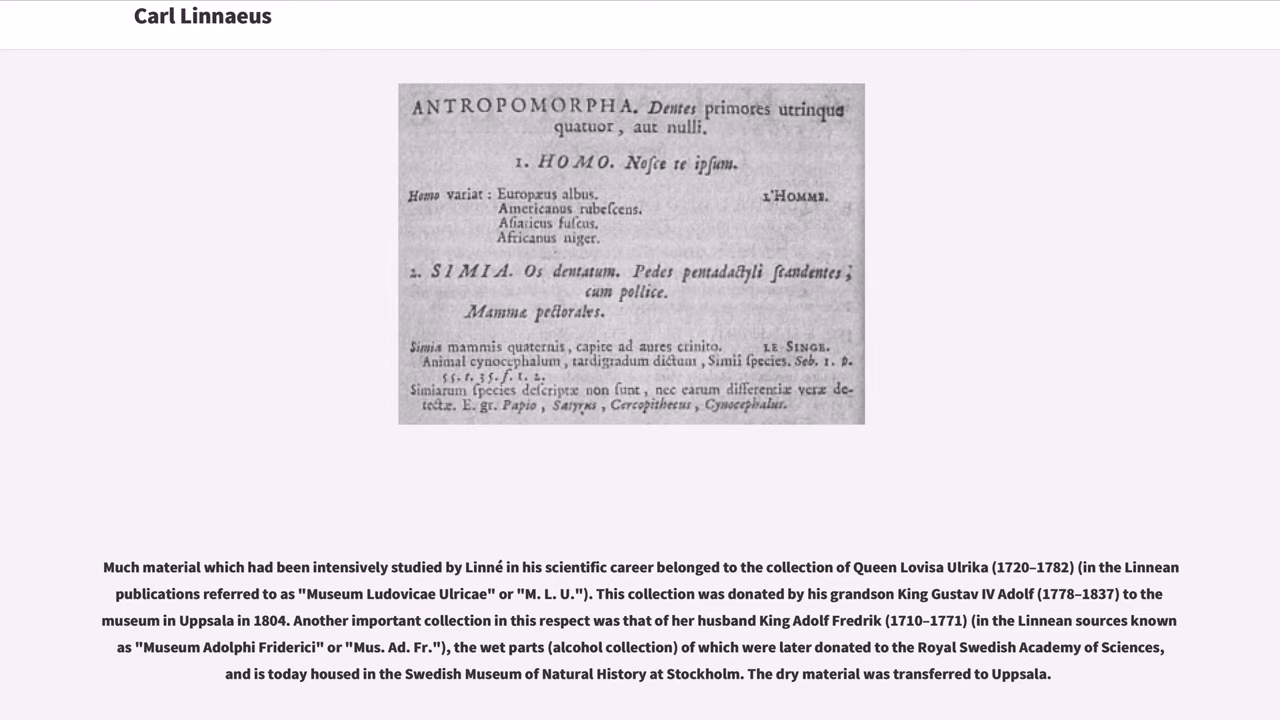 Carl Linnaeus
ANTROPOMORPHA. Dentes primores utrinque
quatuor, aut nulli.
1. HOMO. Noſce te ipſum.
Homo variat : Europæus albus. L'HOMME.
Americanus rubeſcens.
Aſiaticus fuſcus.
Africanus niger.
2. SIMIA. Os dentatum. Pedes pentadactyli ſcandentes;
cum pollice.
Mammæ pectorales.
Simia mammis quaternis, capite ad aures crinito. LE SINGE.
Animal cynocephalum, tardigradum dictum, Simii ſpecies. Seb. 1. p.
55. t. 35. f. 1. 2.
Simiarum ſpecies deſcriptæ non ſunt, nec earum differentiæ veræ de-
tectæ. E. gr. Papio, Satyrus, Cercopithecus, Cynocephalus.
Much material which had been intensively studied by Linné in his scientific career belonged to the collection of Queen Lovisa Ulrika (1720–1782) (in the Linnean
publications referred to as "Museum Ludovicae Ulricae" or "M. L. U."). This collection was donated by his grandson King Gustav IV Adolf (1778–1837) to the
museum in Uppsala in 1804. Another important collection in this respect was that of her husband King Adolf Fredrik (1710–1771) (in the Linnean sources known
as "Museum Adolphi Friderici" or "Mus. Ad. Fr."), the wet parts (alcohol collection) of which were later donated to the Royal Swedish Academy of Sciences,
and is today housed in the Swedish Museum of Natural History at Stockholm. The dry material was transferred to Uppsala.